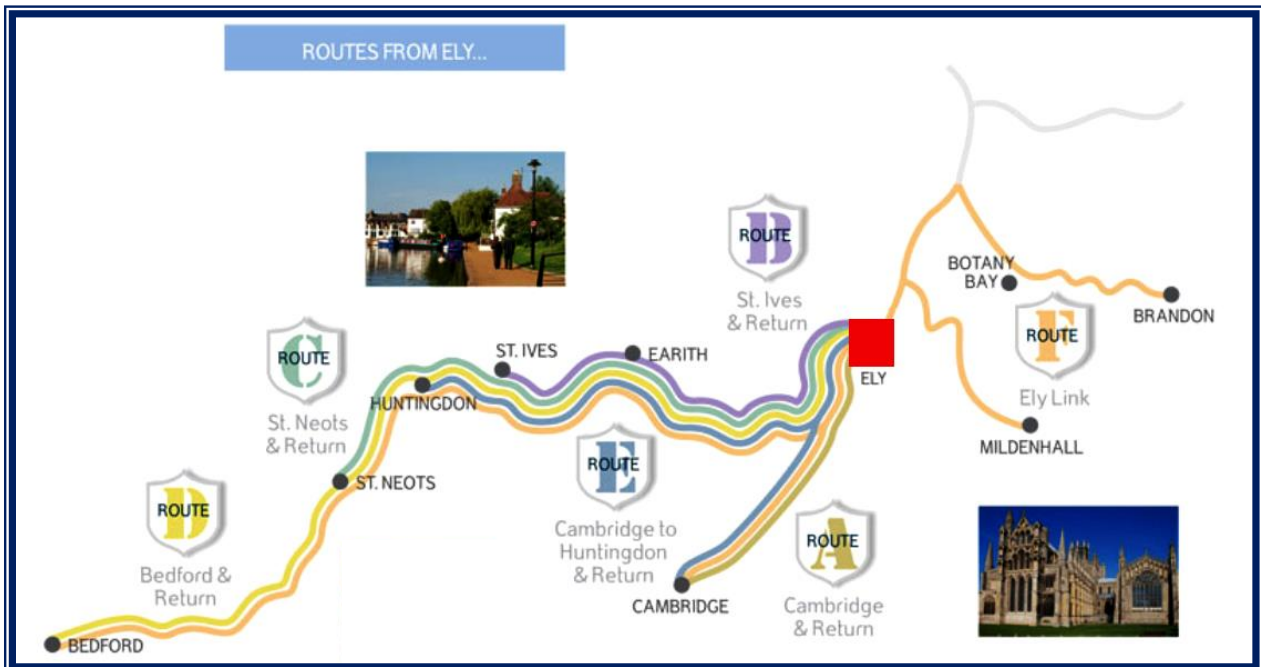 ROUTES FROM ELY...
ROUTE
B
St. Ives
& Return
BOTANY
BAY
BRANDON
ROUTE
F
Ely Link
MILDENHALL
ROUTE
C
St. Neots
& Return
ST. IVES
EARITH
ELY
HUNTINGDON
ST. NEOTS
ROUTE
D
Bedford &
Return
BEDFORD
ROUTE
E
Cambridge to
Huntingdon
& Return
CAMBRIDGE
ROUTE
A
Cambridge
& Return